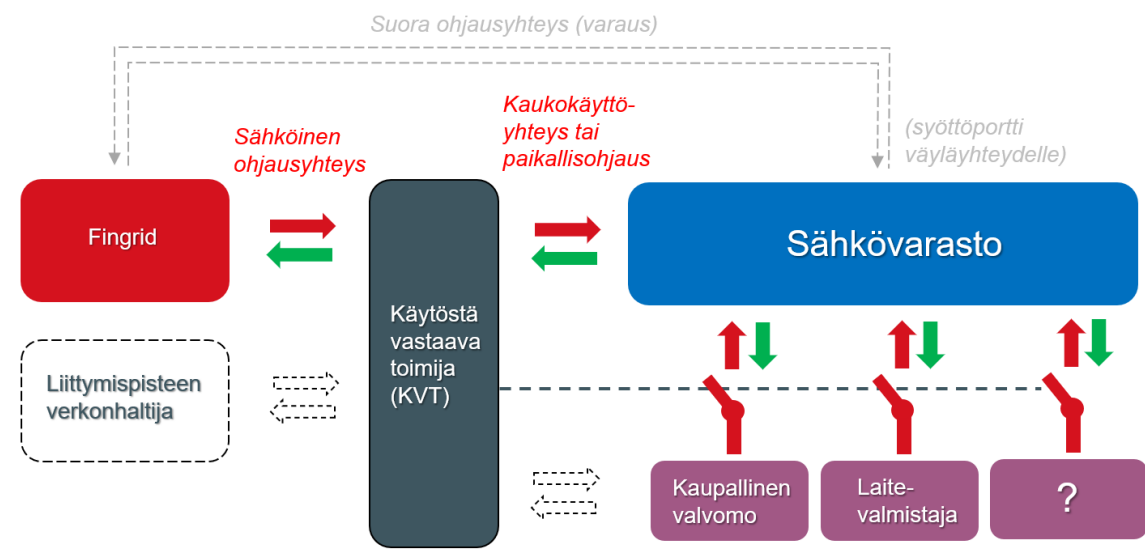 Suora ohjausyhteys (varaus)
Kaukokäyttö-
yhteys tai
paikallisohjaus
Sähköinen
ohjausyhteys
(syöttöportti
väyläyhteydelle)
Fingrid
Sähkövarasto
Käytöstä
vastaava
toimija
(KVT)
Liittymispisteen
verkonhaltija
Kaupallinen
valvomo
Laite-
valmistaja
?